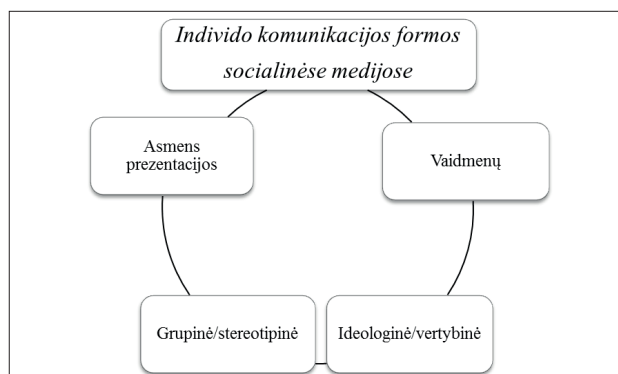 Individo komunikacijos formos
socialinėse medijose
Asmens
prezentacijos
Vaidmenų
Grupinė/stereotipinė
Ideologinė/vertybinė